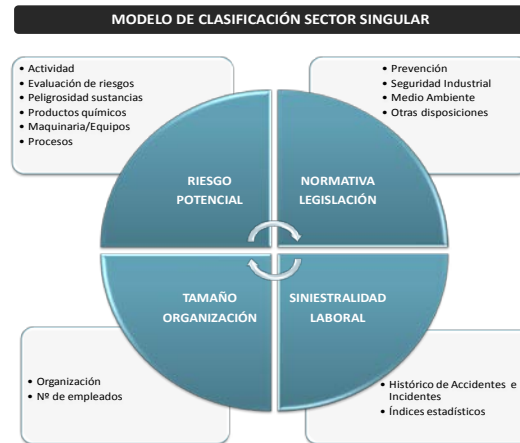 MODELO DE CLASIFICACIÓN SECTOR SINGULAR
• Actividad
• Evaluación de riesgos
• Peligrosidad sustancias
• Productos químicos
• Maquinaria/Equipos
• Procesos
• Prevención
• Seguridad Industrial
• Medio Ambiente
• Otras disposiciones
RIESGO
POTENCIAL
NORMATIVA
LEGISLACIÓN
TAMAÑO
ORGANIZACIÓN
SINIESTRALIDAD
LABORAL
• Organización
• Nº de empleados
• Histórico de Accidentes e
Incidentes
• Índices estadísticos